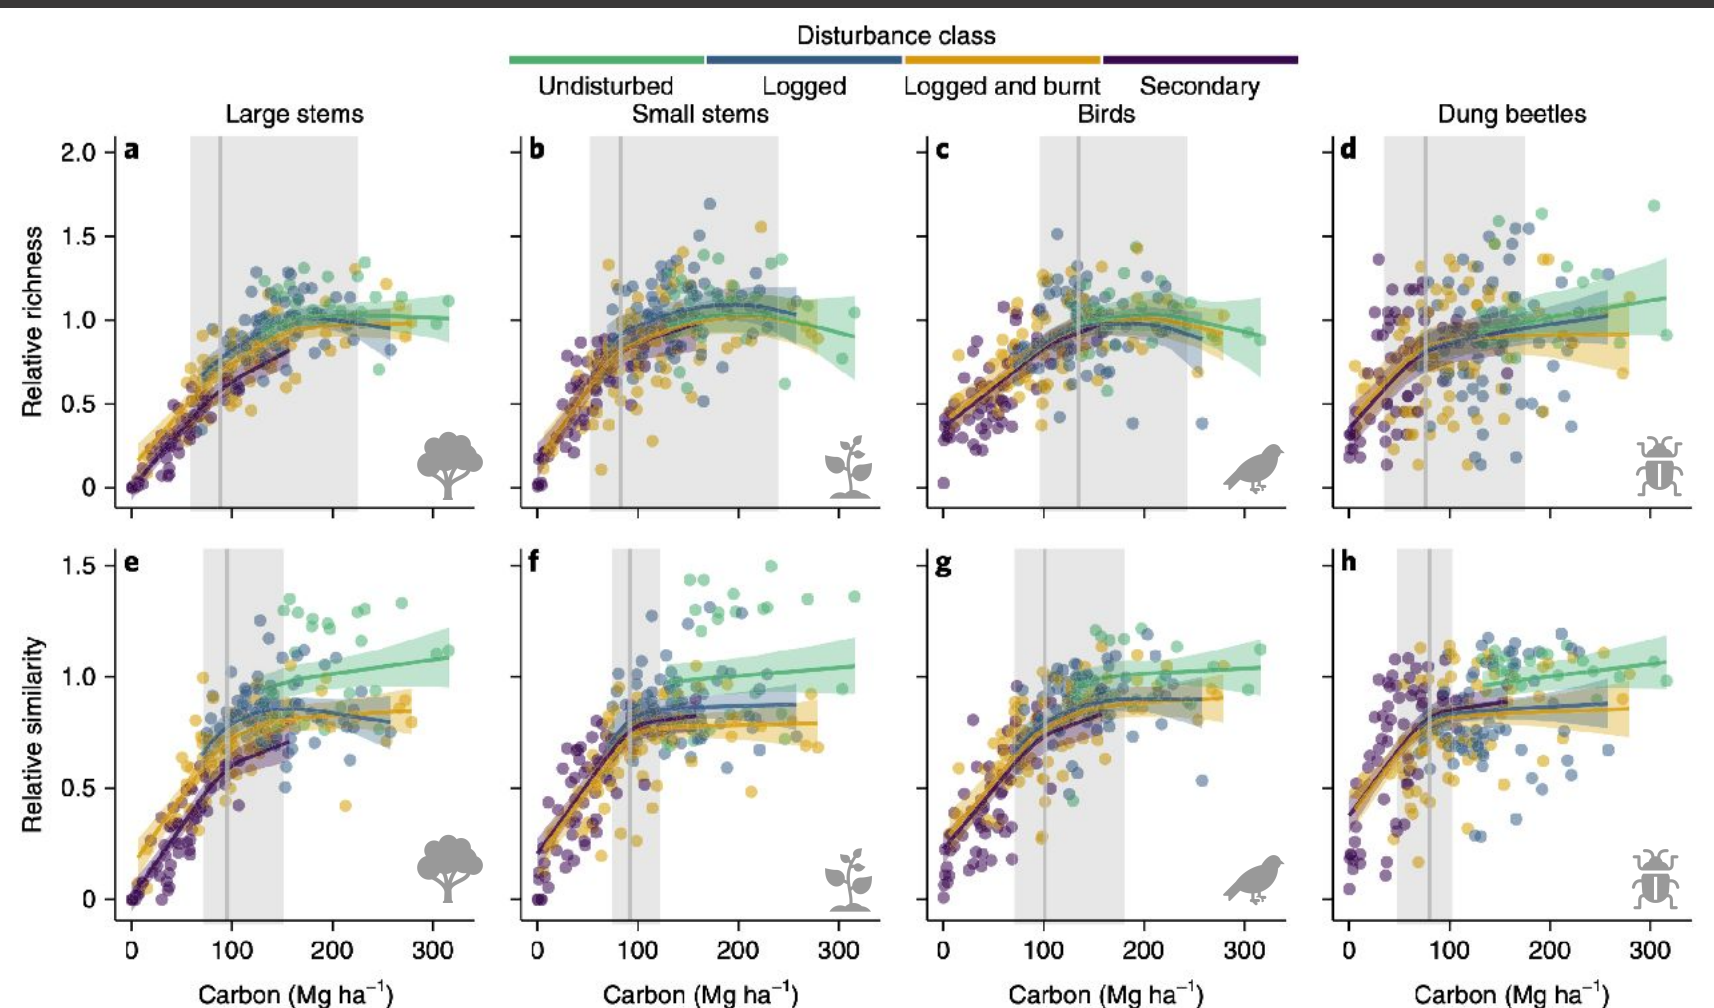 Disturbance class
Undisturbed Logged Logged and burnt Secondary
Large stems Small stems Birds Dung beetles
a b c d
2.0
1.5
1.0
0.5
0
Relative richness
e f g h
1.5
1.0
0.5
0
Relative similarity
0 100 200 300 0 100 200 300 0 100 200 300 0 100 200 300
Carbon (Mg ha⁻¹) Carbon (Mg ha⁻¹) Carbon (Mg ha⁻¹) Carbon (Mg ha⁻¹)